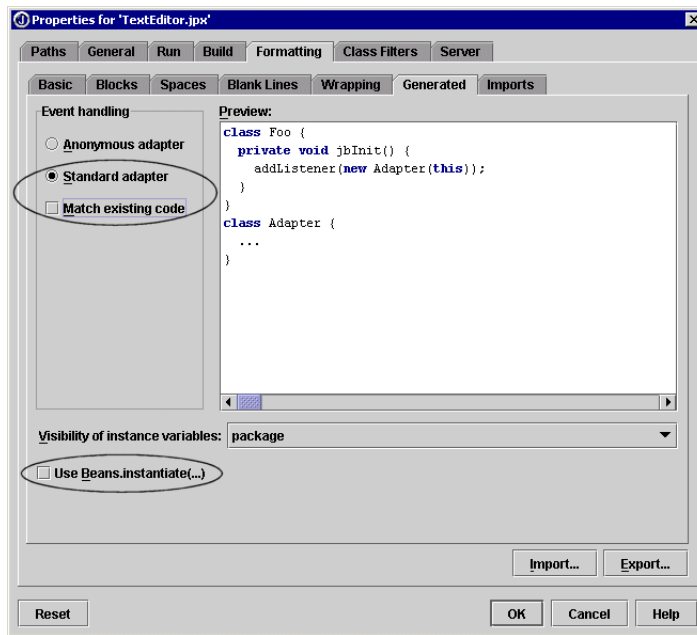 Properties for 'TextEditor.jpx'
Paths General Run Build Formatting Class Filters Server
Basic Blocks Spaces Blank Lines Wrapping Generated Imports
Event handling
Anonymous adapter
Standard adapter
Match existing code
Preview:
class Foo {
  private void jbInit() {
    addListener(new Adapter(this));
  }
}
class Adapter {
  ...
}
Visibility of instance variables: package
Use Beans.instantiate(...)
Import... Export...
Reset OK Cancel Help